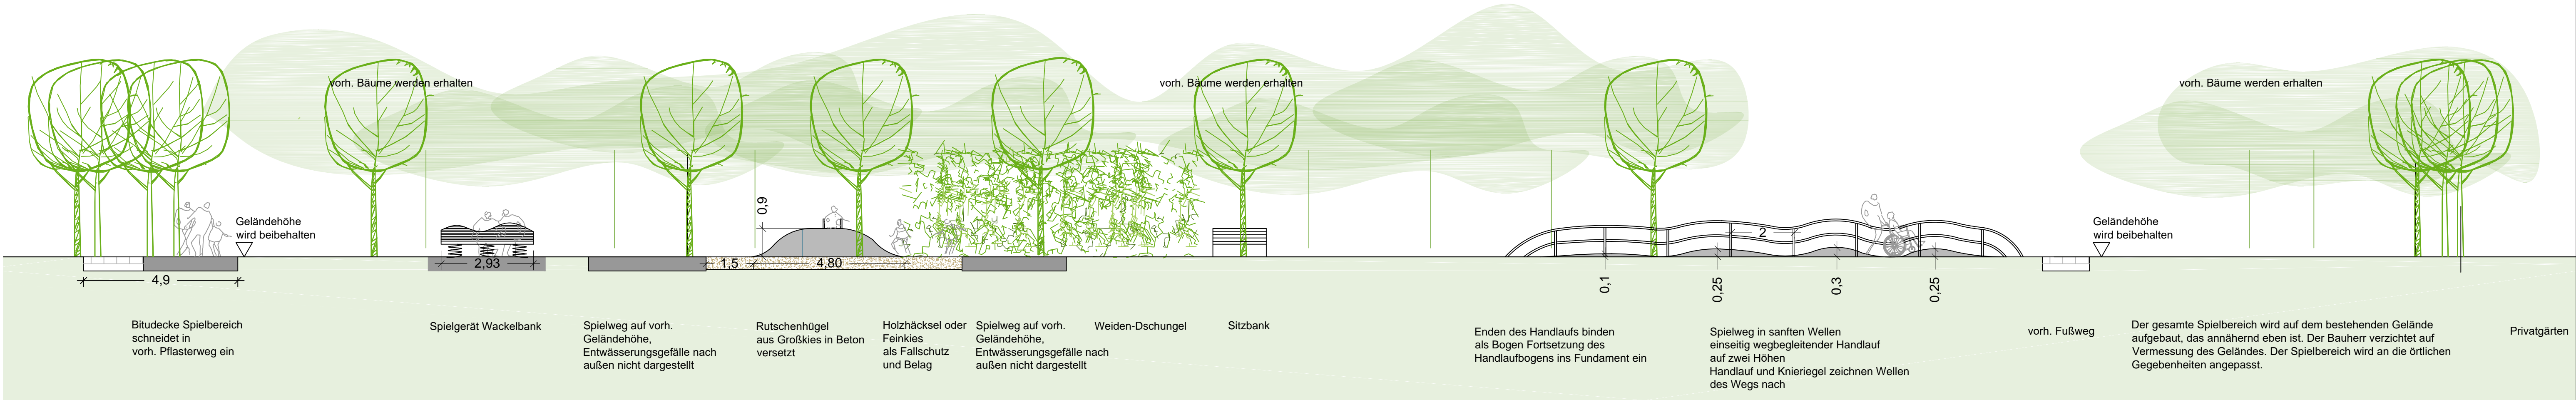 vorh. Bäume werden erhalten
vorh. Bäume werden erhalten
vorh. Bäume werden erhalten
Geländehöhe
wird beibehalten
0,9
2
Geländehöhe
wird beibehalten
4,9
2,93
1,5
4,80
0,1
0,25
0,3
0,25
Bitudecke Spielbereich
schneidet in
vorh. Pflasterweg ein
Spielgerät Wackelbank
Spielweg auf vorh.
Geländehöhe,
Entwässerungsgefälle nach
außen nicht dargestellt
Rutschenhügel
aus Großkies in Beton
versetzt
Holzhäcksel oder
Feinkies
als Fallschutz
und Belag
Spielweg auf vorh.
Geländehöhe,
Entwässerungsgefälle nach
außen nicht dargestellt
Weiden-Dschungel
Sitzbank
Enden des Handlaufs binden
als Bogen Fortsetzung des
Handlaufbogens ins Fundament ein
Spielweg in sanften Wellen
einseitig wegbegleitender Handlauf
auf zwei Höhen
Handlauf und Knieriegel zeichnen Wellen
des Wegs nach
vorh. Fußweg
Der gesamte Spielbereich wird auf dem bestehenden Gelände
aufgebaut, das annähernd eben ist. Der Bauherr verzichtet auf
Vermessung des Geländes. Der Spielbereich wird an die örtlichen
Gegebenheiten angepasst.
Privatgärten